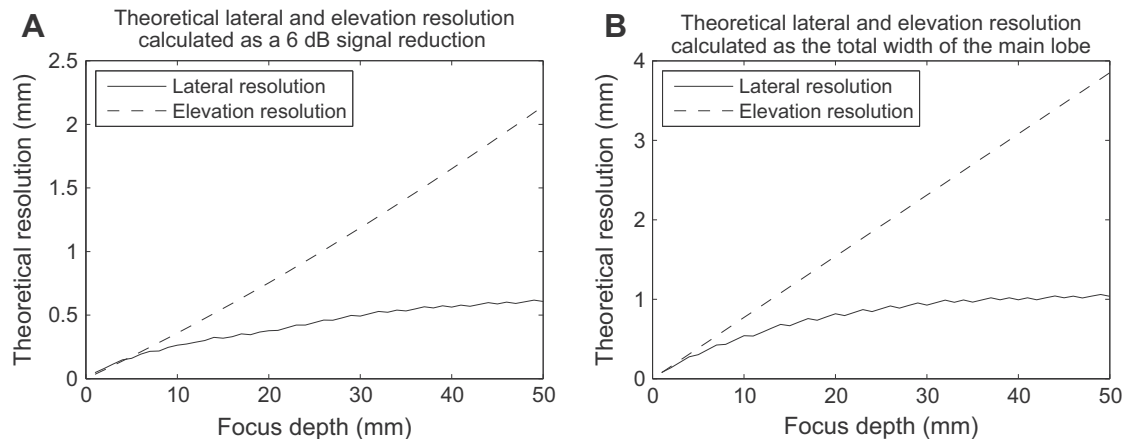 A
Theoretical lateral and elevation resolution
calculated as a 6 dB signal reduction
2.5
2
1.5
1
0.5
0
Theoretical resolution (mm)
Lateral resolution
Elevation resolution
0 10 20 30 40 50
Focus depth (mm)
B
Theoretical lateral and elevation resolution
calculated as the total width of the main lobe
4
3
2
1
0
Theoretical resolution (mm)
Lateral resolution
Elevation resolution
0 10 20 30 40 50
Focus depth (mm)